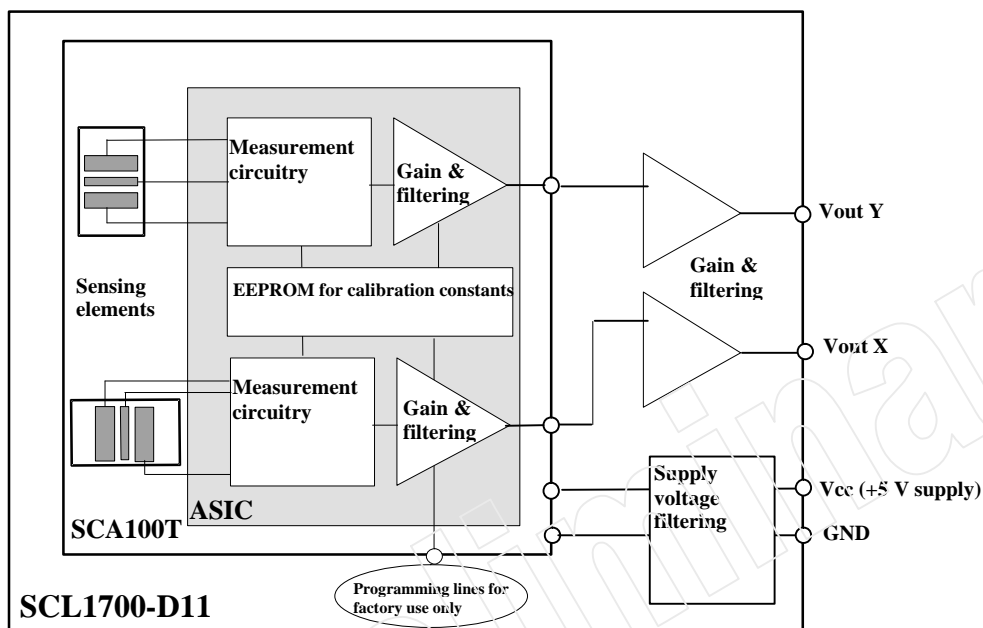 Measurement
circuitry
Gain &
filtering
Vout Y
Sensing
elements
EEPROM for calibration constants
Gain &
filtering
Vout X
Measurement
circuitry
Gain &
filtering
ASIC
SCA100T
Supply
voltage
filtering
Vcc (+5 V supply)
GND
Programming lines for
factory use only
SCL1700-D11